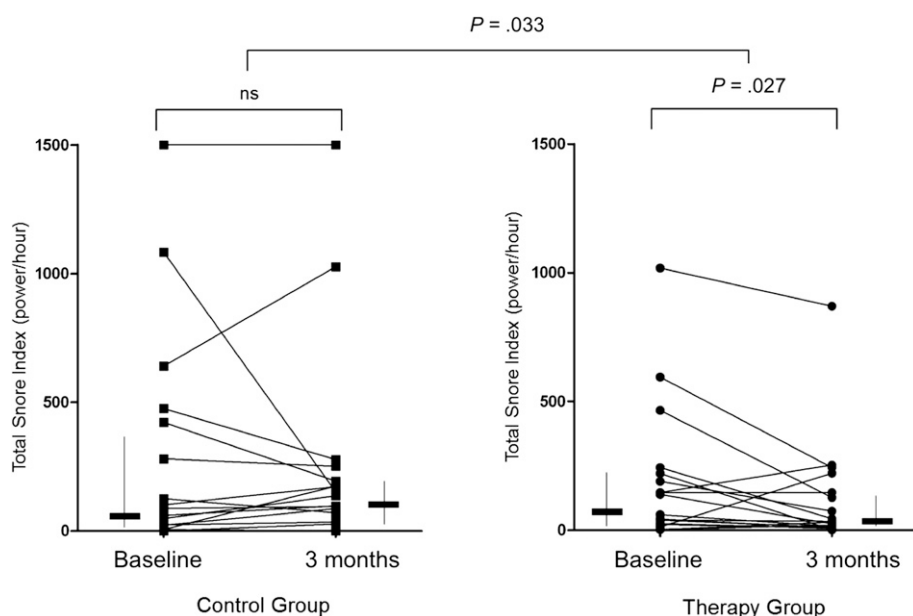 P = .033
ns
P = .027
1500
1000
500
0
Total Snore Index (power/hour)
Baseline
3 months
Control Group
1500
1000
500
0
Total Snore Index (power/hour)
Baseline
3 months
Therapy Group